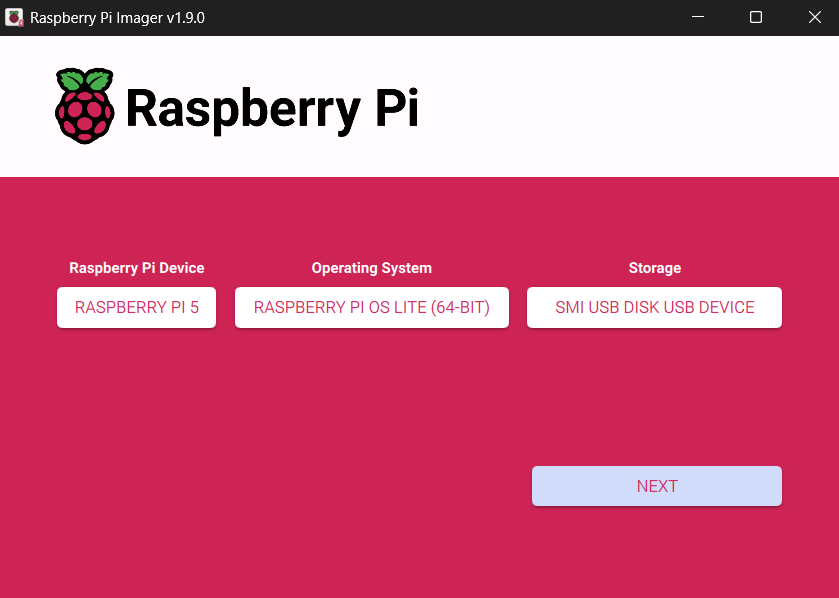 Raspberry Pi Imager v1.9.0
Raspberry Pi
Raspberry Pi Device
Operating System
Storage
RASPBERRY PI 5
RASPBERRY PI OS LITE (64-BIT)
SMI USB DISK USB DEVICE
NEXT